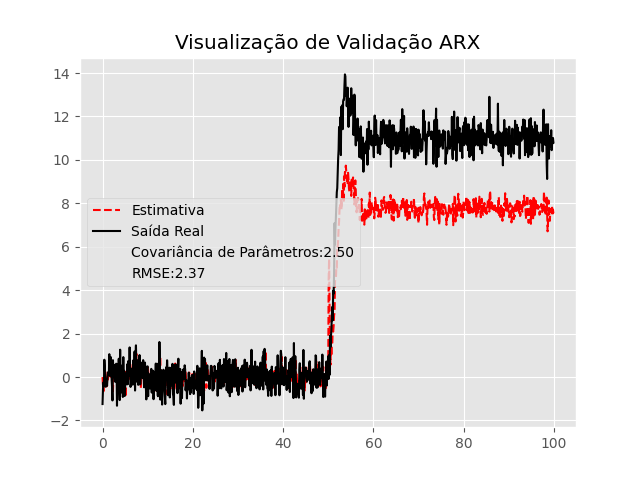 Visualização de Validação ARX
14
12
10
8
6
4
2
0
−2
Estimativa
Saída Real
Covariância de Parâmetros:2.50
RMSE:2.37
0 20 40 60 80 100